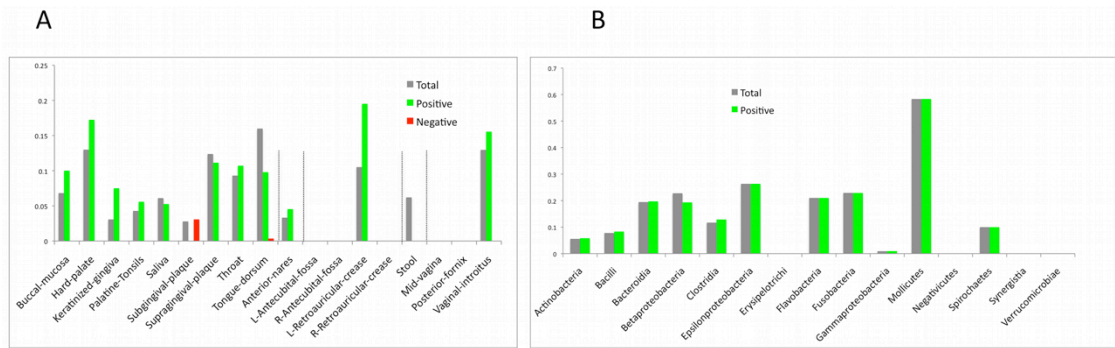 A
0.25
0.2
0.15
0.1
0.05
0
Total
Positive
Negative
Buccal-mucosa
Hard-palate
Keratinized-gingiva
Palatine-Tonsils
Saliva
Subgingival-plaque
Supragingival-plaque
Throat
Tongue-dorsum
Anterior-nares
L-Antecubital-fossa
R-Antecubital-fossa
L-Retroauricular-crease
R-Retroauricular-crease
Stool
Mid-vagina
Posterior-fornix
Vaginal-introitus
B
0.7
0.6
0.5
0.4
0.3
0.2
0.1
0
Total
Positive
Actinobacteria
Bacilli
Bacteroidia
Betaproteobacteria
Clostridia
Epsilonproteobacteria
Erysipelotrichi
Flavobacteria
Fusobacteria
Gammaproteobacteria
Mollicutes
Negativicutes
Spirochaetes
Synergistia
Verrucomicrobiae